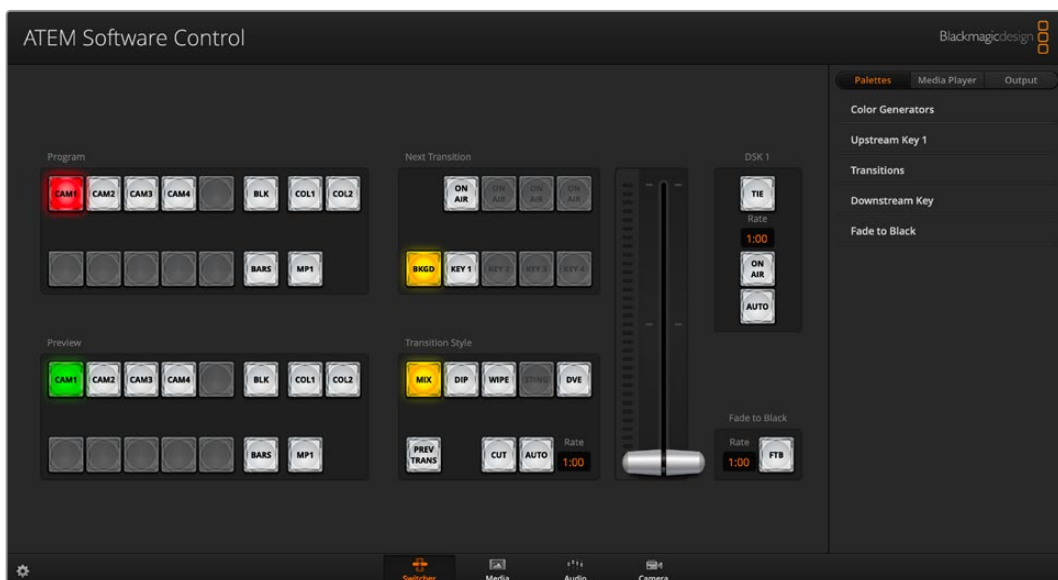 ATEM Software Control
Blackmagicdesign
Palettes Media Player Output
Color Generators
Upstream Key 1
Transitions
Downstream Key
Fade to Black
Program
CAM1 CAM2 CAM3 CAM4 BLK COL1 COL2
BARS MP1
Next Transition
ON AIR ON AIR ON AIR ON AIR
BKGD KEY 1 KEY 2 KEY 3 KEY 4
DSK 1
TIE
Rate
1:00
ON AIR
AUTO
Preview
CAM1 CAM2 CAM3 CAM4 BLK COL1 COL2
BARS MP1
Transition Style
MIX DIP WIPE STING DVE
PREV TRANS CUT AUTO Rate 1:00
Fade to Black
Rate
1:00 FTB
Switcher Media Audio Camera